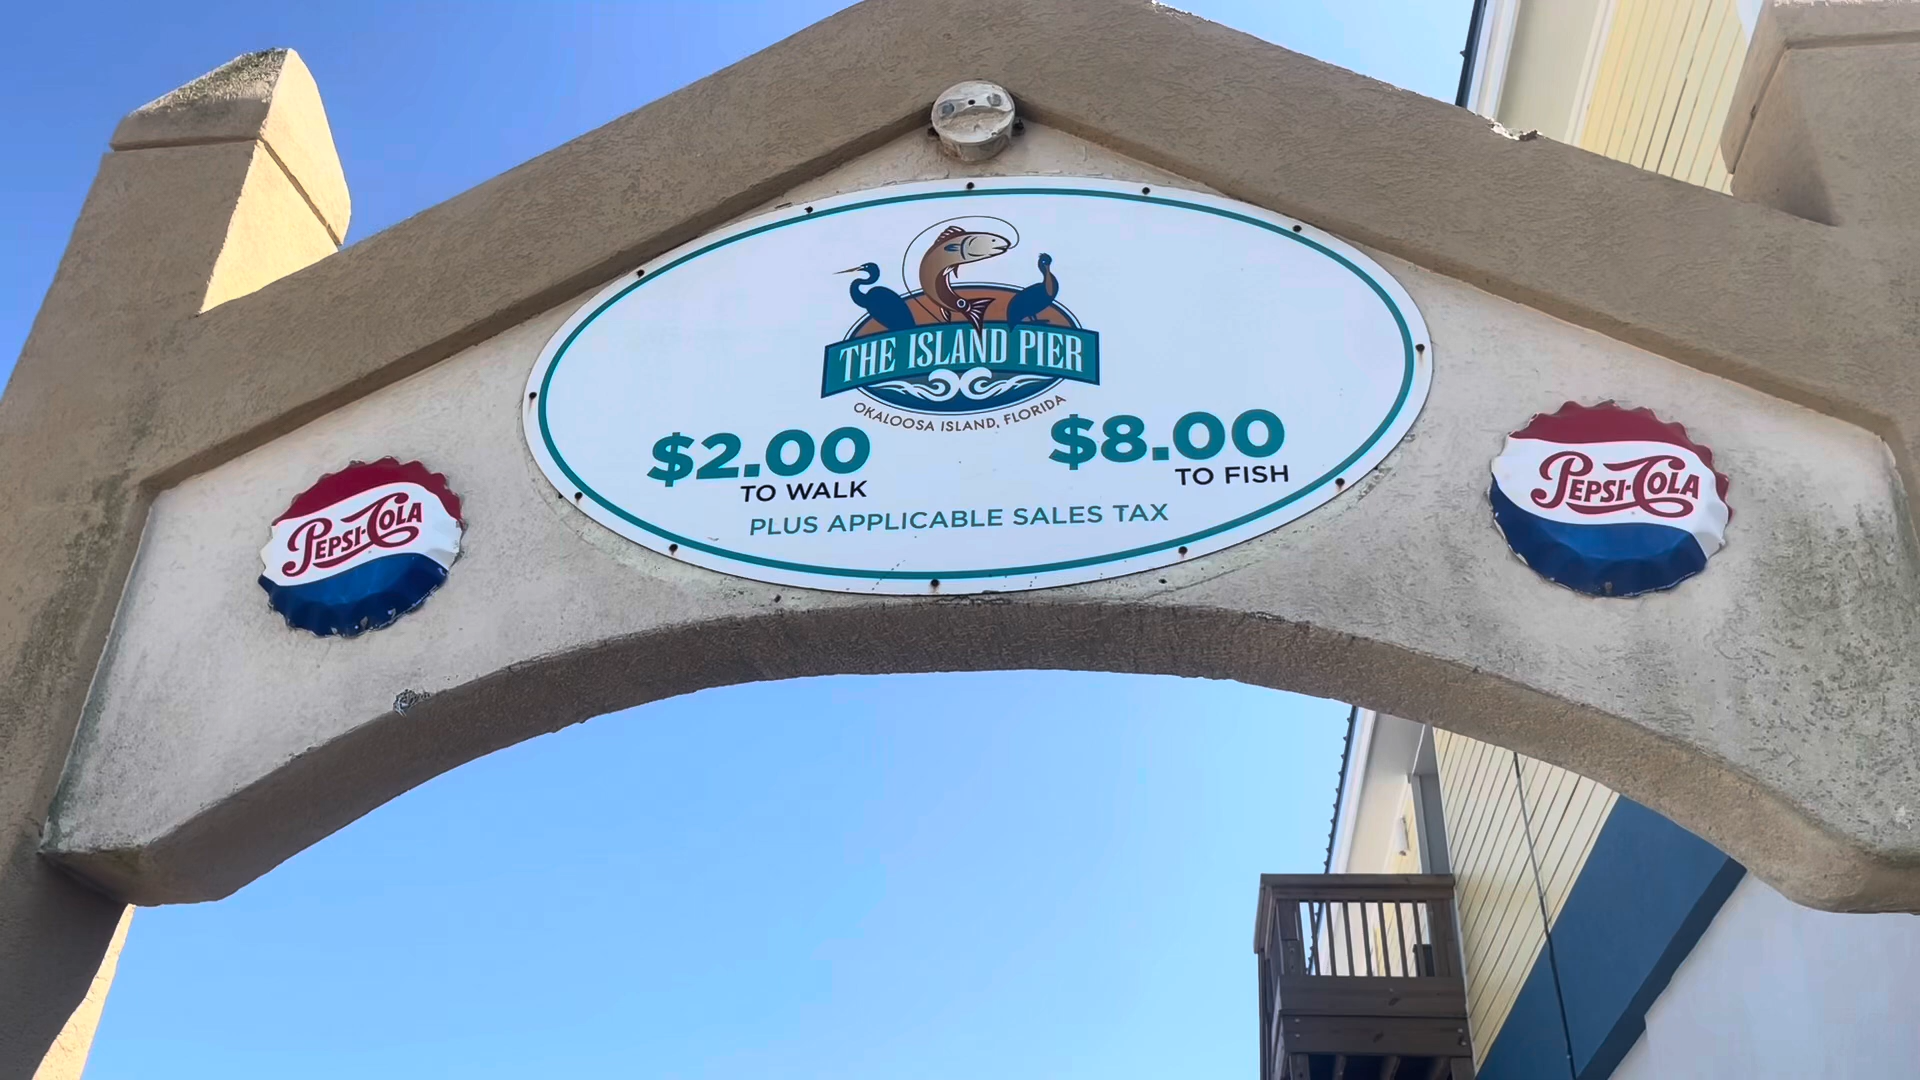 THE ISLAND PIER
OKALOOSA ISLAND, FLORIDA
$2.00
TO WALK
$8.00
TO FISH
PLUS APPLICABLE SALES TAX
PEPSI-COLA
PEPSI-COLA